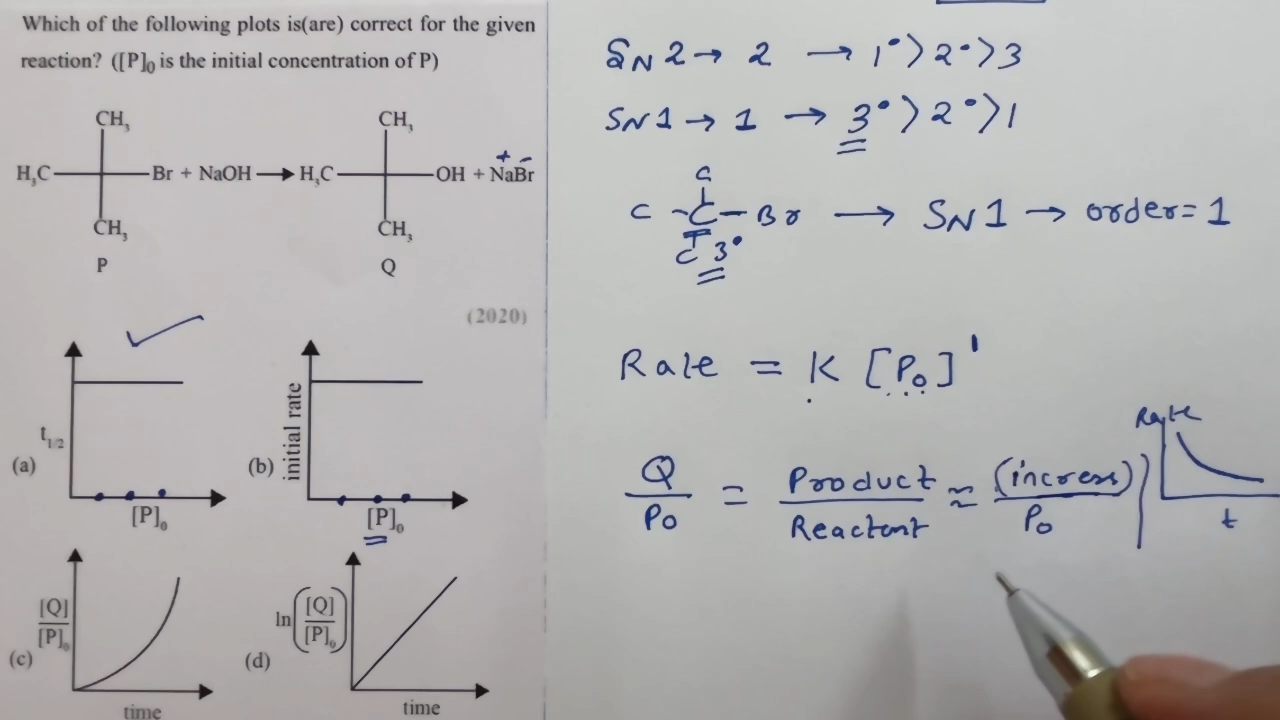 Which of the following plots is(are) correct for the given
reaction? ([P]₀ is the initial concentration of P)
CH₃
H₃C Br + NaOH
CH₃
P
CH₃
H₃C OH + NaBr
+ -
CH₃
Q
(2020)
(a)
t1/2
[P]₀
(b)
initial rate
[P]₀
(c)
[Q]
[P]₀
time
(d)
ln([Q]/[P]₀)
time
SN2 → 2 → 1° > 2° > 3
SN1 → 1 → 3° > 2° > 1
C
C - C - Br → SN1 → order = 1
C 3°
Rate = K [P₀]¹
Q/P₀ = Product/Reactant ≈ (incress)/P₀
Rate
t